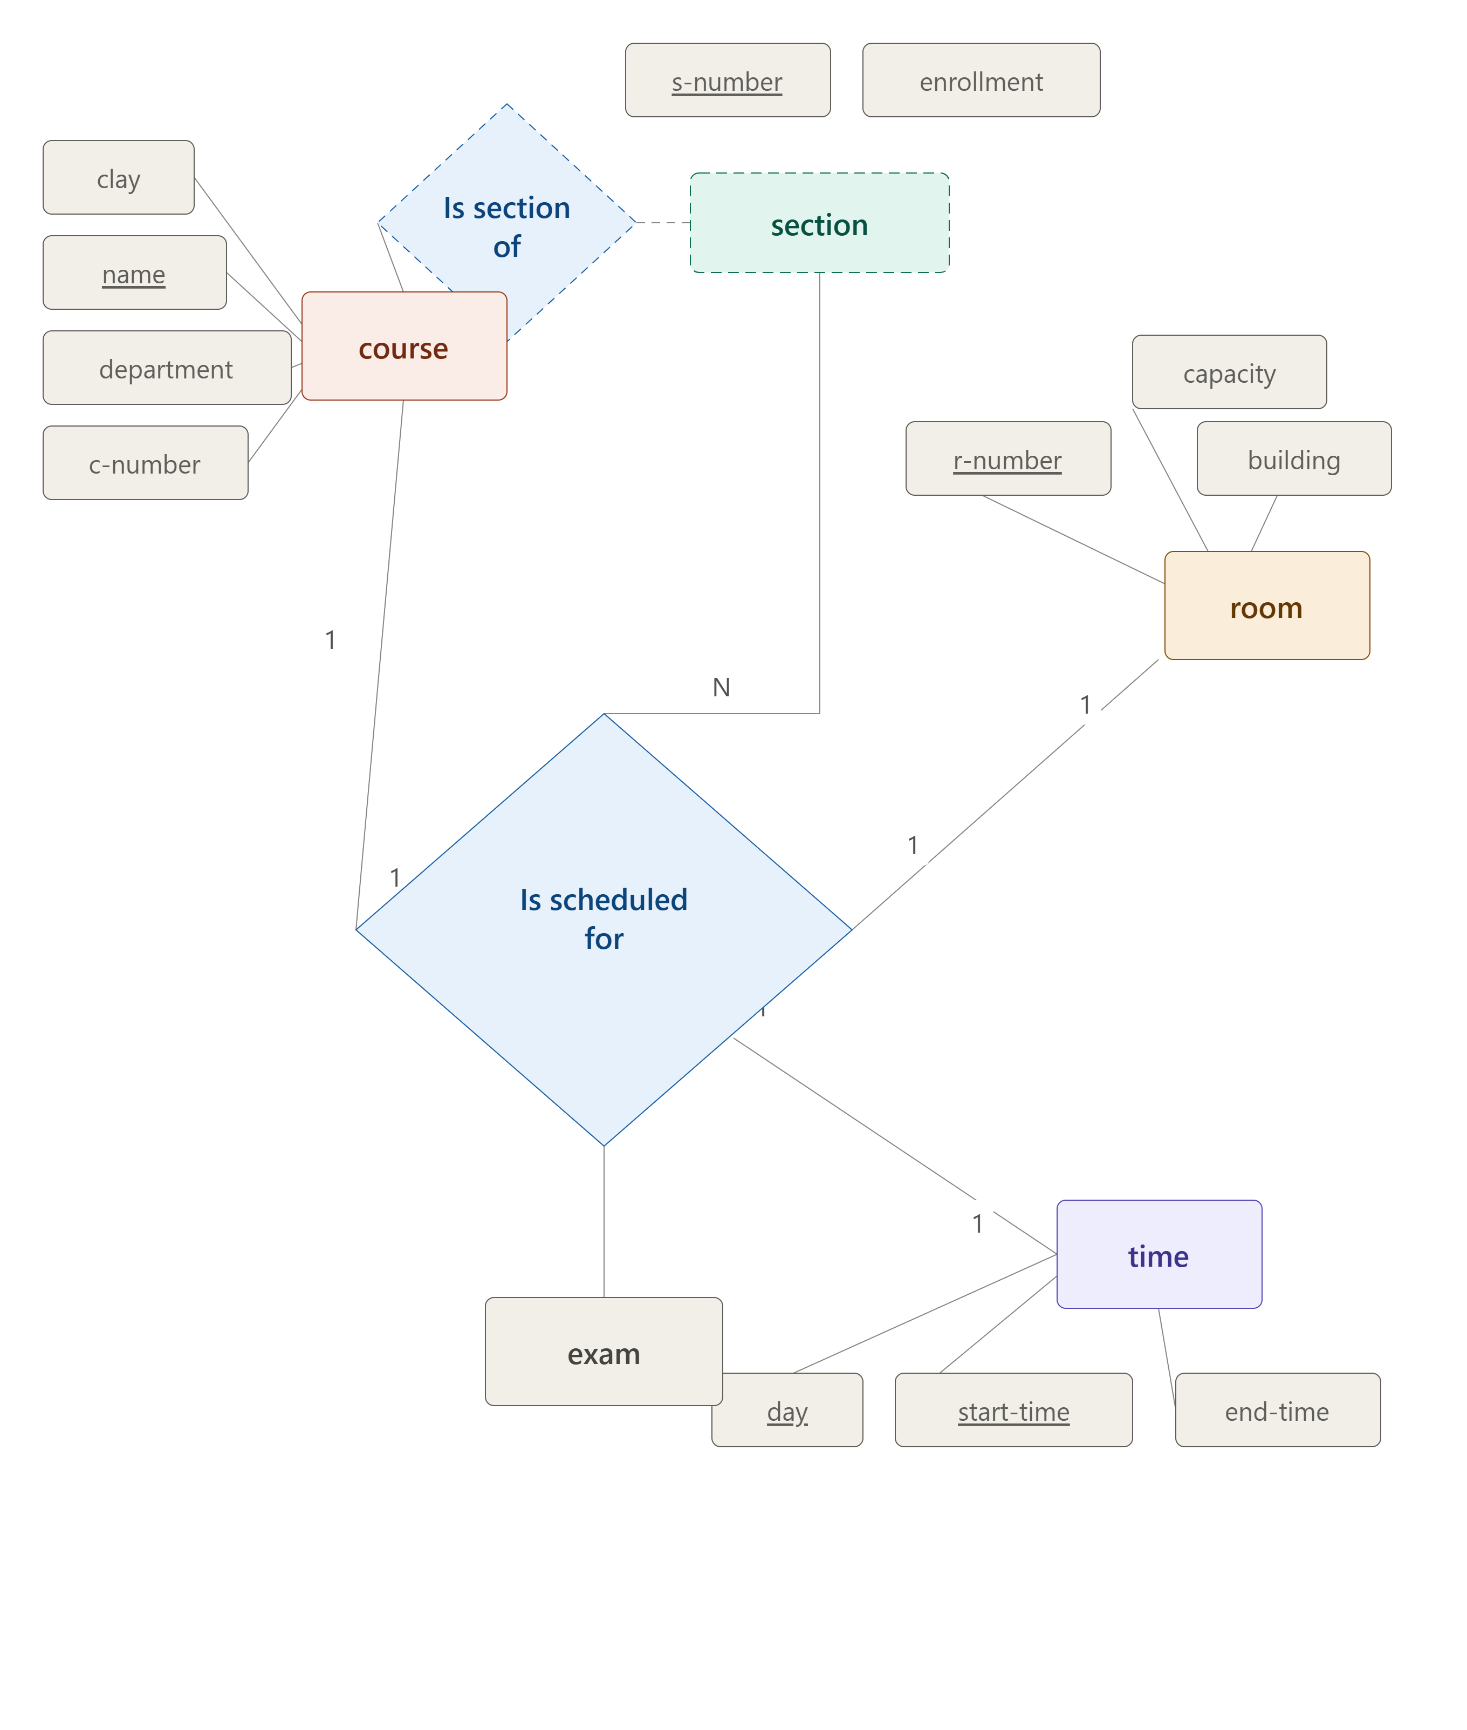 s-number
enrollment
clay
Is section
of
section
name
course
department
capacity
c-number
r-number
building
room
1
N
1
1
1
Is scheduled
for
1
time
exam
day
start-time
end-time